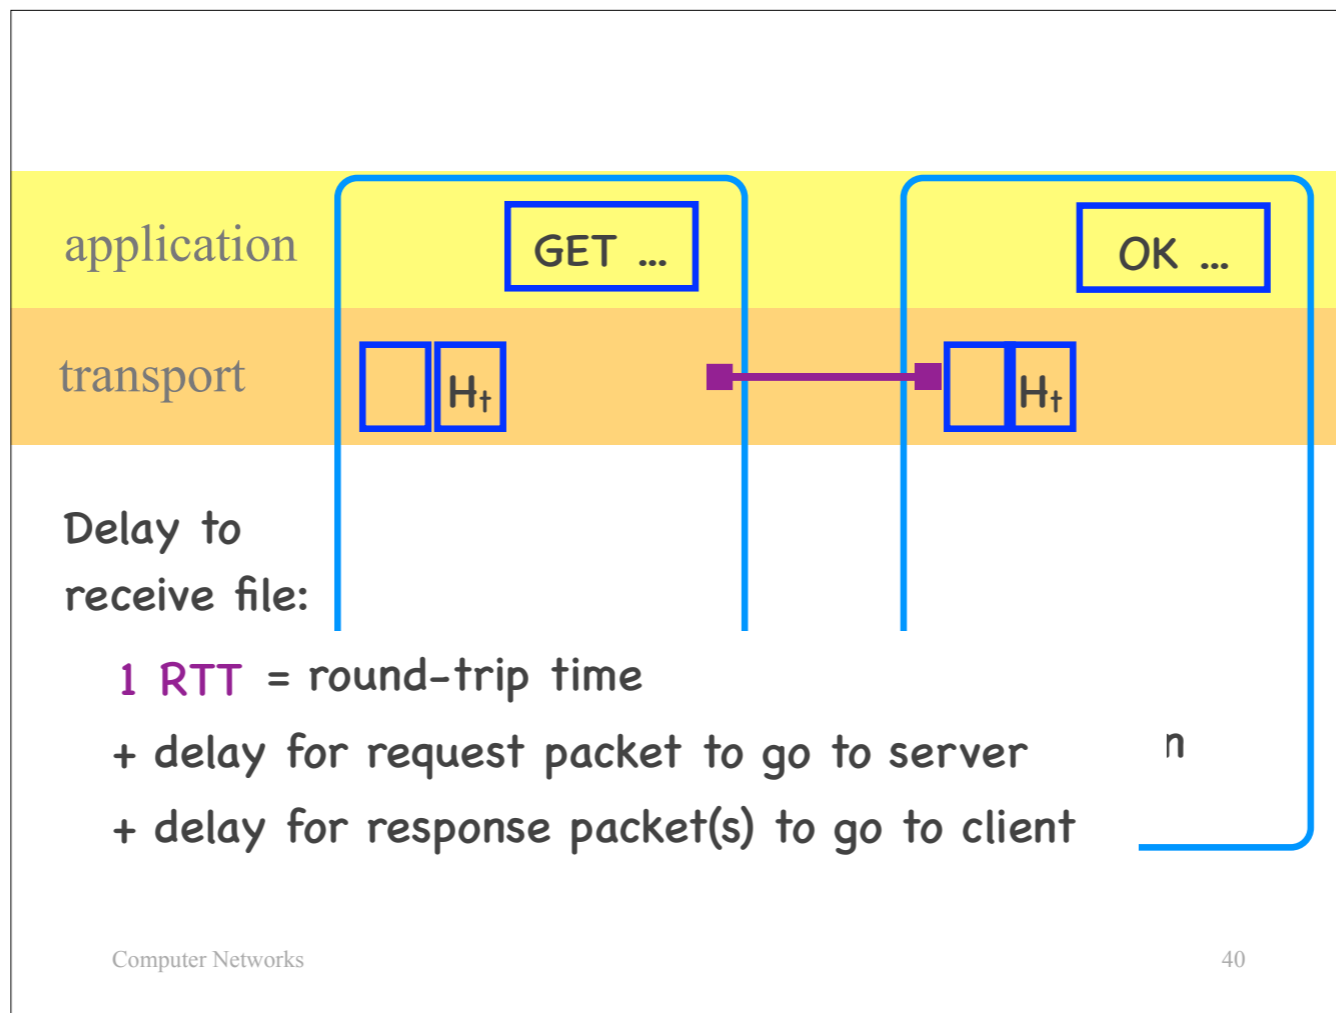 application
GET ...
OK ...
transport
Ht
Ht
Delay to
receive file:
1 RTT = round-trip time
+ delay for request packet to go to server
n
+ delay for response packet(s) to go to client
Computer Networks
40